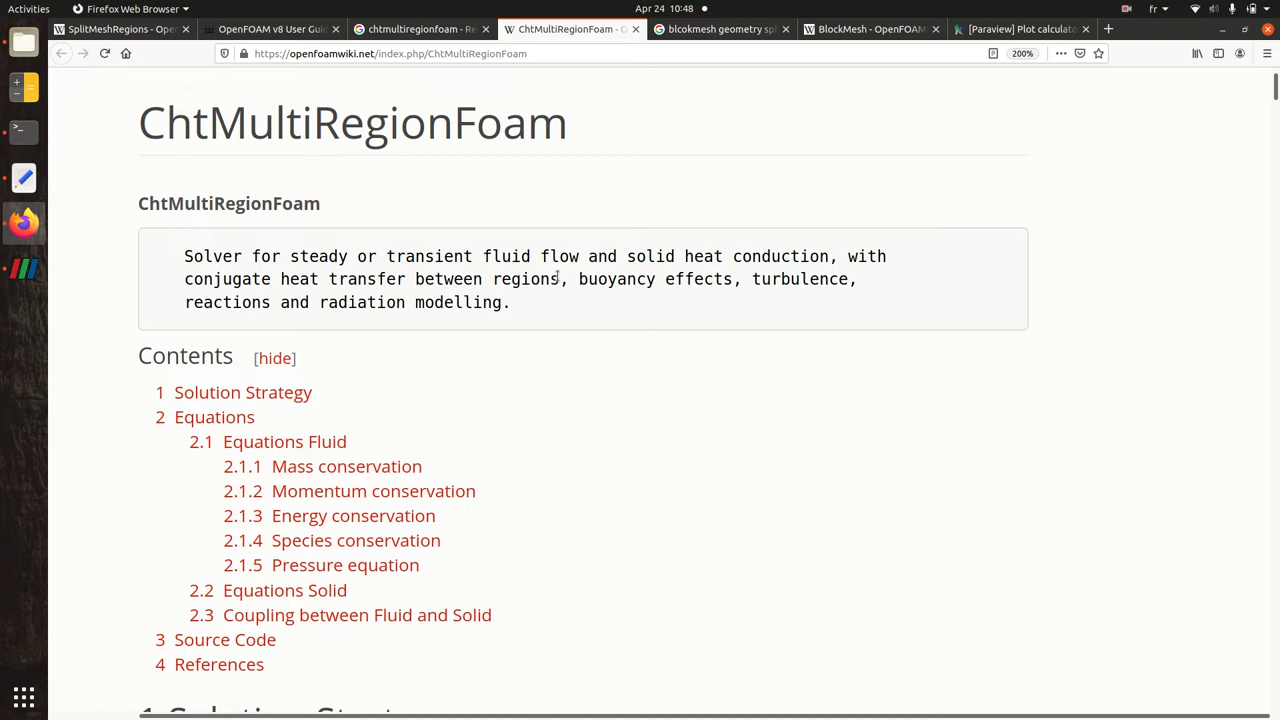 Activities
Firefox Web Browser
Apr 24 10:48
fr
SplitMeshRegions - Ope
OpenFOAM v8 User Guid
chtmultiregionfoam - Re
ChtMultiRegionFoam - O
blcokmesh geometry sph
BlockMesh - OpenFOAM
[Paraview] Plot calculato
https://openfoamwiki.net/index.php/ChtMultiRegionFoam
200%
ChtMultiRegionFoam
ChtMultiRegionFoam
Solver for steady or transient fluid flow and solid heat conduction, with
conjugate heat transfer between regions, buoyancy effects, turbulence,
reactions and radiation modelling.
Contents [hide]
1 Solution Strategy
2 Equations
2.1 Equations Fluid
2.1.1 Mass conservation
2.1.2 Momentum conservation
2.1.3 Energy conservation
2.1.4 Species conservation
2.1.5 Pressure equation
2.2 Equations Solid
2.3 Coupling between Fluid and Solid
3 Source Code
4 References